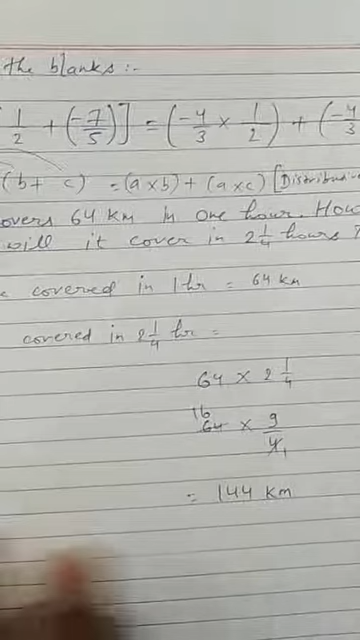 the blanks :-
1/2 + (-7/5)] = (-4/3 × 1/2) + (-4/3
(b + c) = (a × b) + (a × c) [Distributive
overs 64 km in one hour. How
will it cover in 2 1/4 hours ?
covered in 1 hr = 64 km
covered in 2 1/4 hr =
64 × 2 1/4
16
64 × 9/4 1
= 144 km